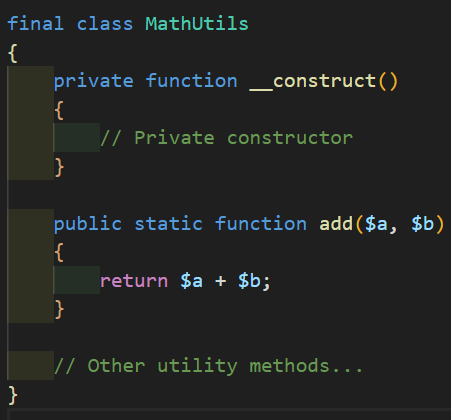 final class MathUtils
{
    private function __construct()
    {
        // Private constructor
    }

    public static function add($a, $b)
    {
        return $a + $b;
    }

    // Other utility methods...
}